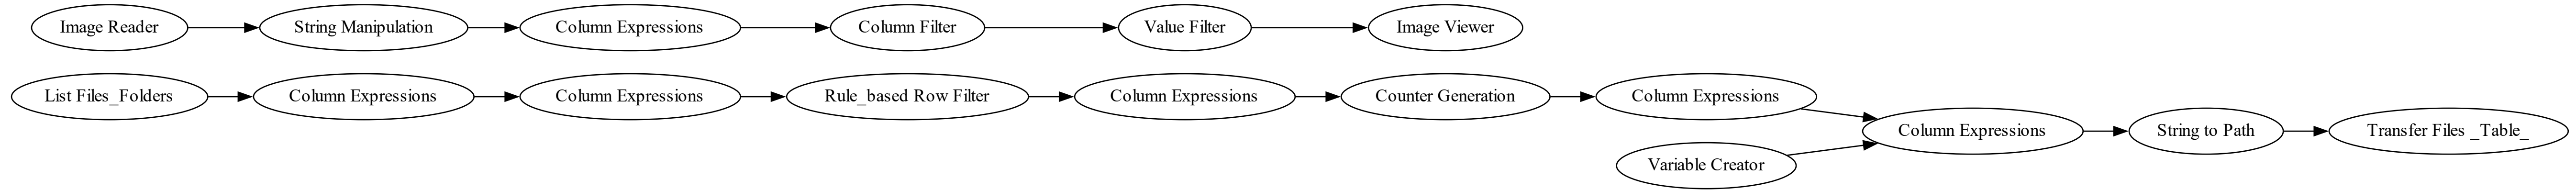 Image Reader
String Manipulation
Column Expressions
Column Filter
Value Filter
Image Viewer
List Files_Folders
Column Expressions
Column Expressions
Rule_based Row Filter
Column Expressions
Counter Generation
Column Expressions
Variable Creator
Column Expressions
String to Path
Transfer Files _Table_